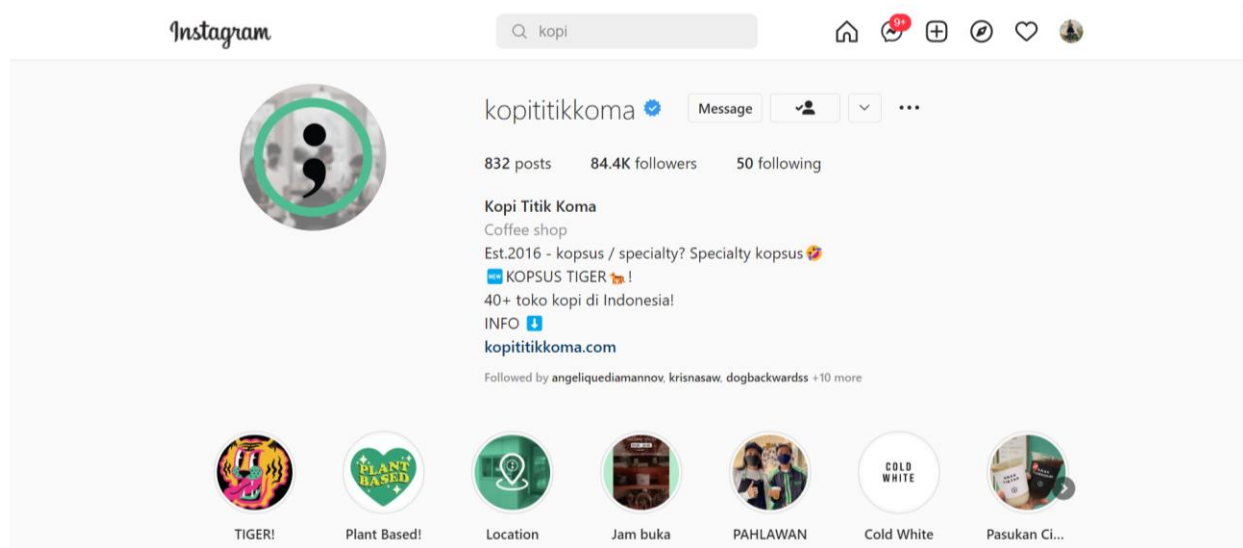 Instagram
kopi
9+
kopititikkoma Message
832 posts 84.4K followers 50 following
Kopi Titik Koma
Coffee shop
Est.2016 - kopsus / specialty? Specialty kopsus🤣
🆕 KOPSUS TIGER🐅!
40+ toko kopi di Indonesia!
INFO ⬇️
kopititikkoma.com
Followed by angeliquediamannov, krisnasaw, dogbackwardss +10 more
PLANT
BASED
COLD
WHITE
TIGER! Plant Based! Location Jam buka PAHLAWAN Cold White Pasukan Ci...